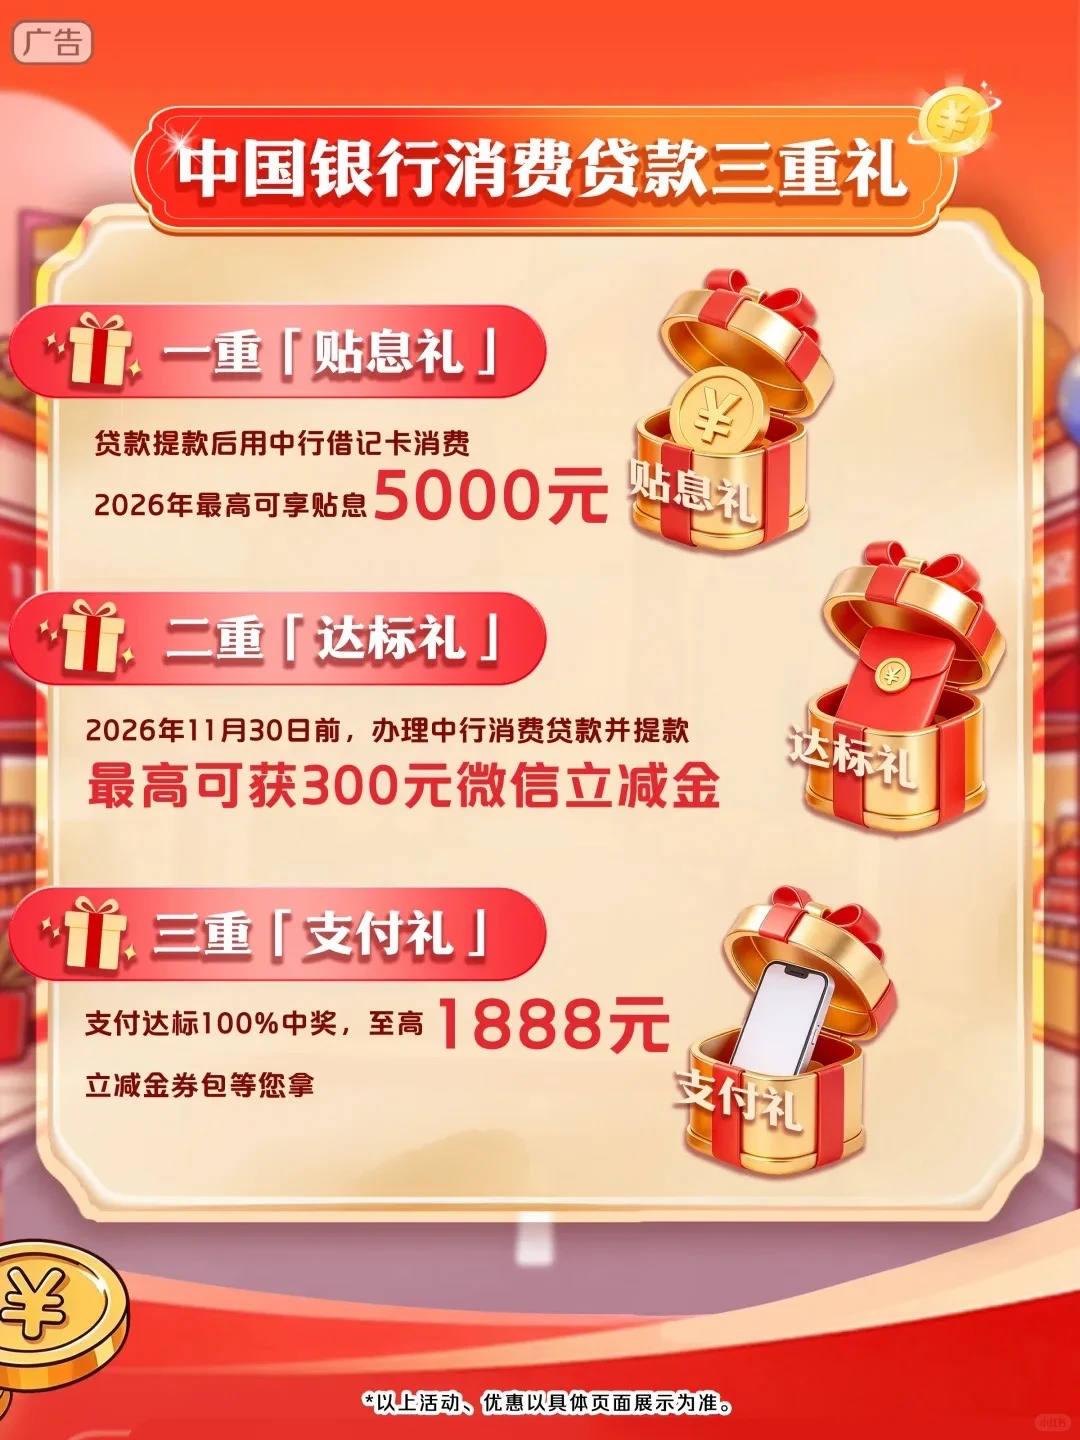 广告
中国银行消费贷款三重礼
一重「贴息礼」
贷款提款后用中行借记卡消费
2026年最高可享贴息5000元
贴息礼
二重「达标礼」
2026年11月30日前，办理中行消费贷款并提款
最高可获300元微信立减金
达标礼
三重「支付礼」
支付达标100%中奖，至高1888元
立减金券包等您拿
支付礼
*以上活动、优惠以具体页面展示为准。
小红书